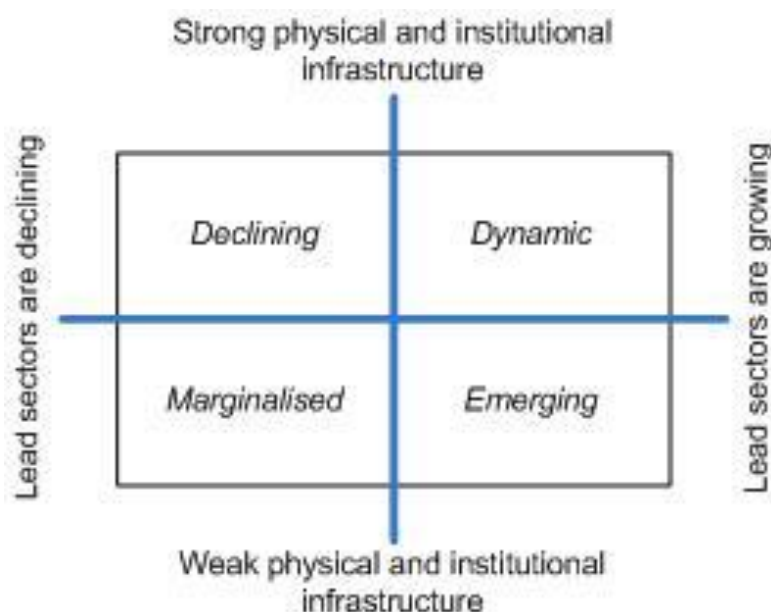 Strong physical and institutional
infrastructure
Lead sectors are declining
Declining
Dynamic
Lead sectors are growing
Marginalised
Emerging
Weak physical and institutional
infrastructure